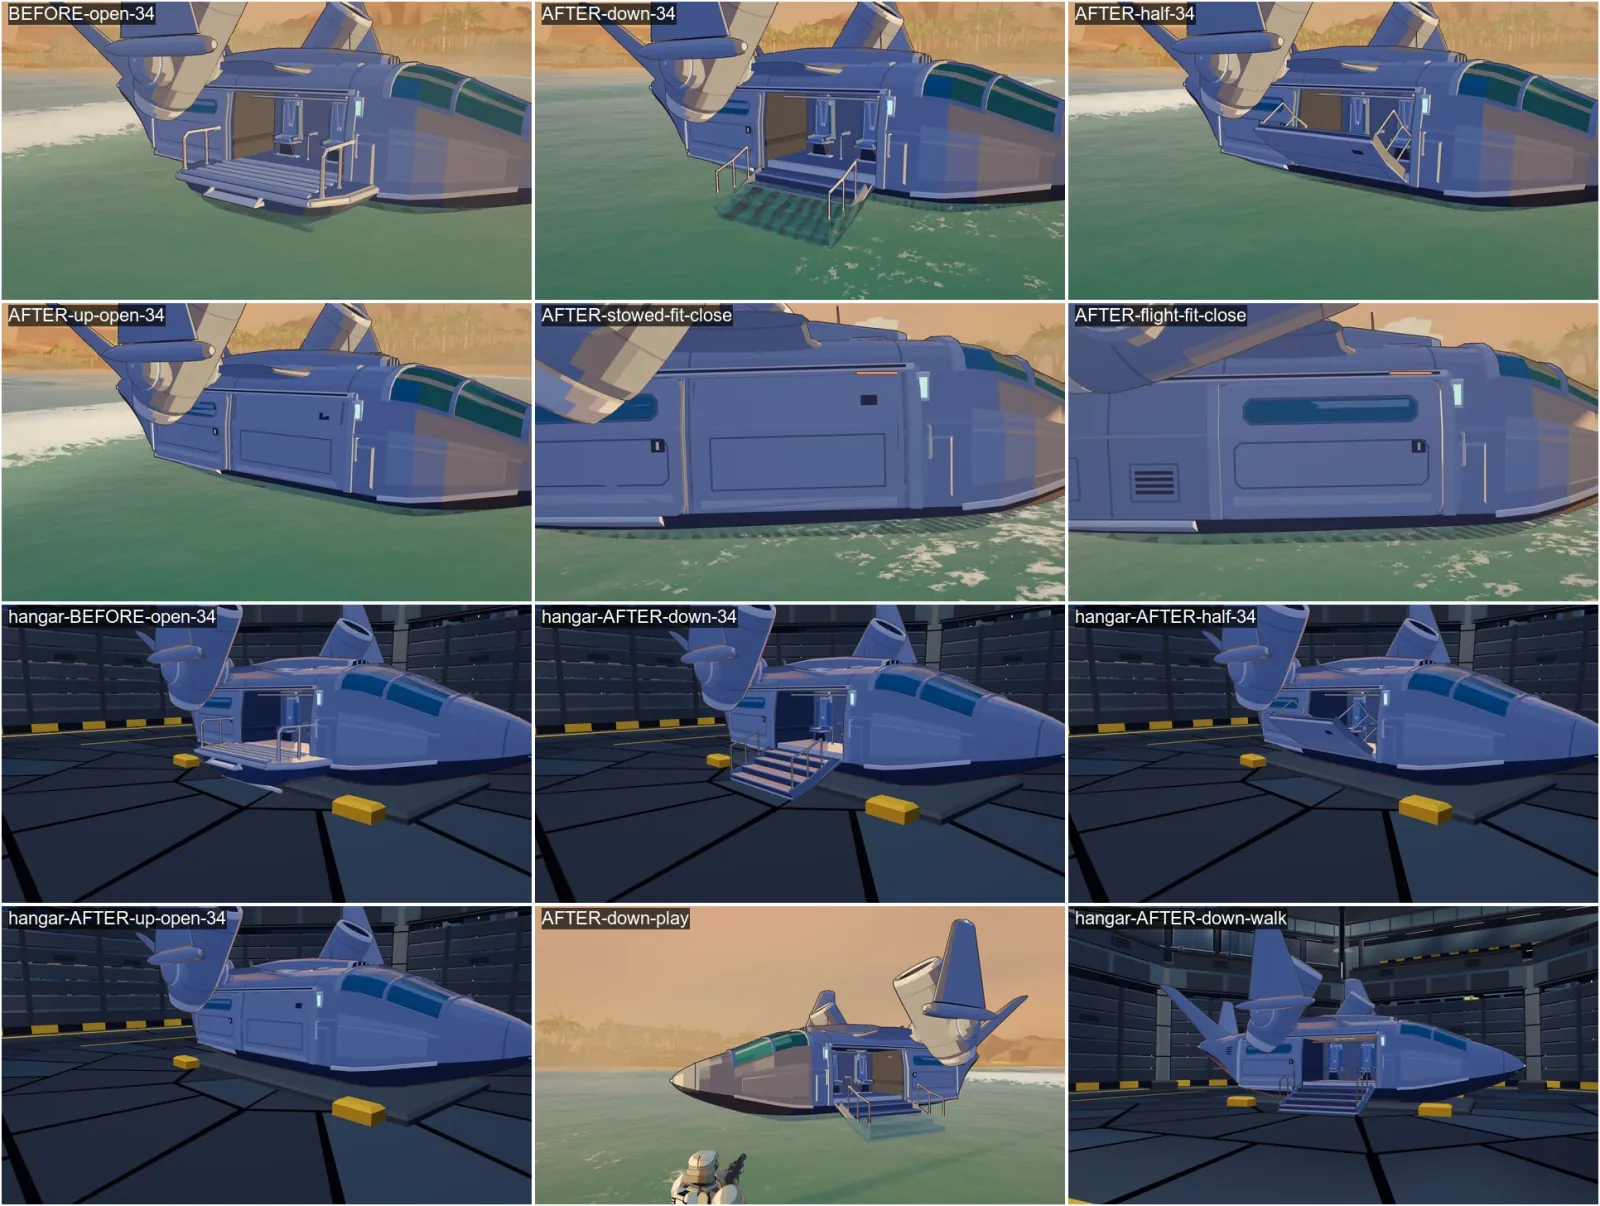 BEFORE-open-34
AFTER-down-34
AFTER-half-34
AFTER-up-open-34
AFTER-stowed-fit-close
AFTER-flight-fit-close
hangar-BEFORE-open-34
hangar-AFTER-down-34
hangar-AFTER-half-34
hangar-AFTER-up-open-34
AFTER-down-play
hangar-AFTER-down-walk